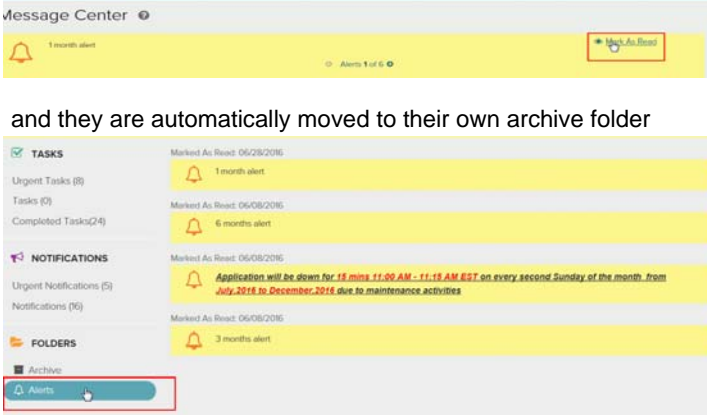 Message Center
1 month alert
Mark As Read
Alerts 1 of 6
and they are automatically moved to their own archive folder
TASKS
Urgent Tasks (8)
Tasks (0)
Completed Tasks(24)
NOTIFICATIONS
Urgent Notifications (5)
Notifications (16)
FOLDERS
Archive
Alerts
Marked As Read: 06/28/2016
1 month alert
Marked As Read: 06/08/2016
6 months alert
Marked As Read: 06/08/2016
Application will be down for 15 mins 11:00 AM - 11:15 AM EST on every second Sunday of the month from
July,2016 to December,2016 due to maintenance activities
Marked As Read: 06/08/2016
3 months alert